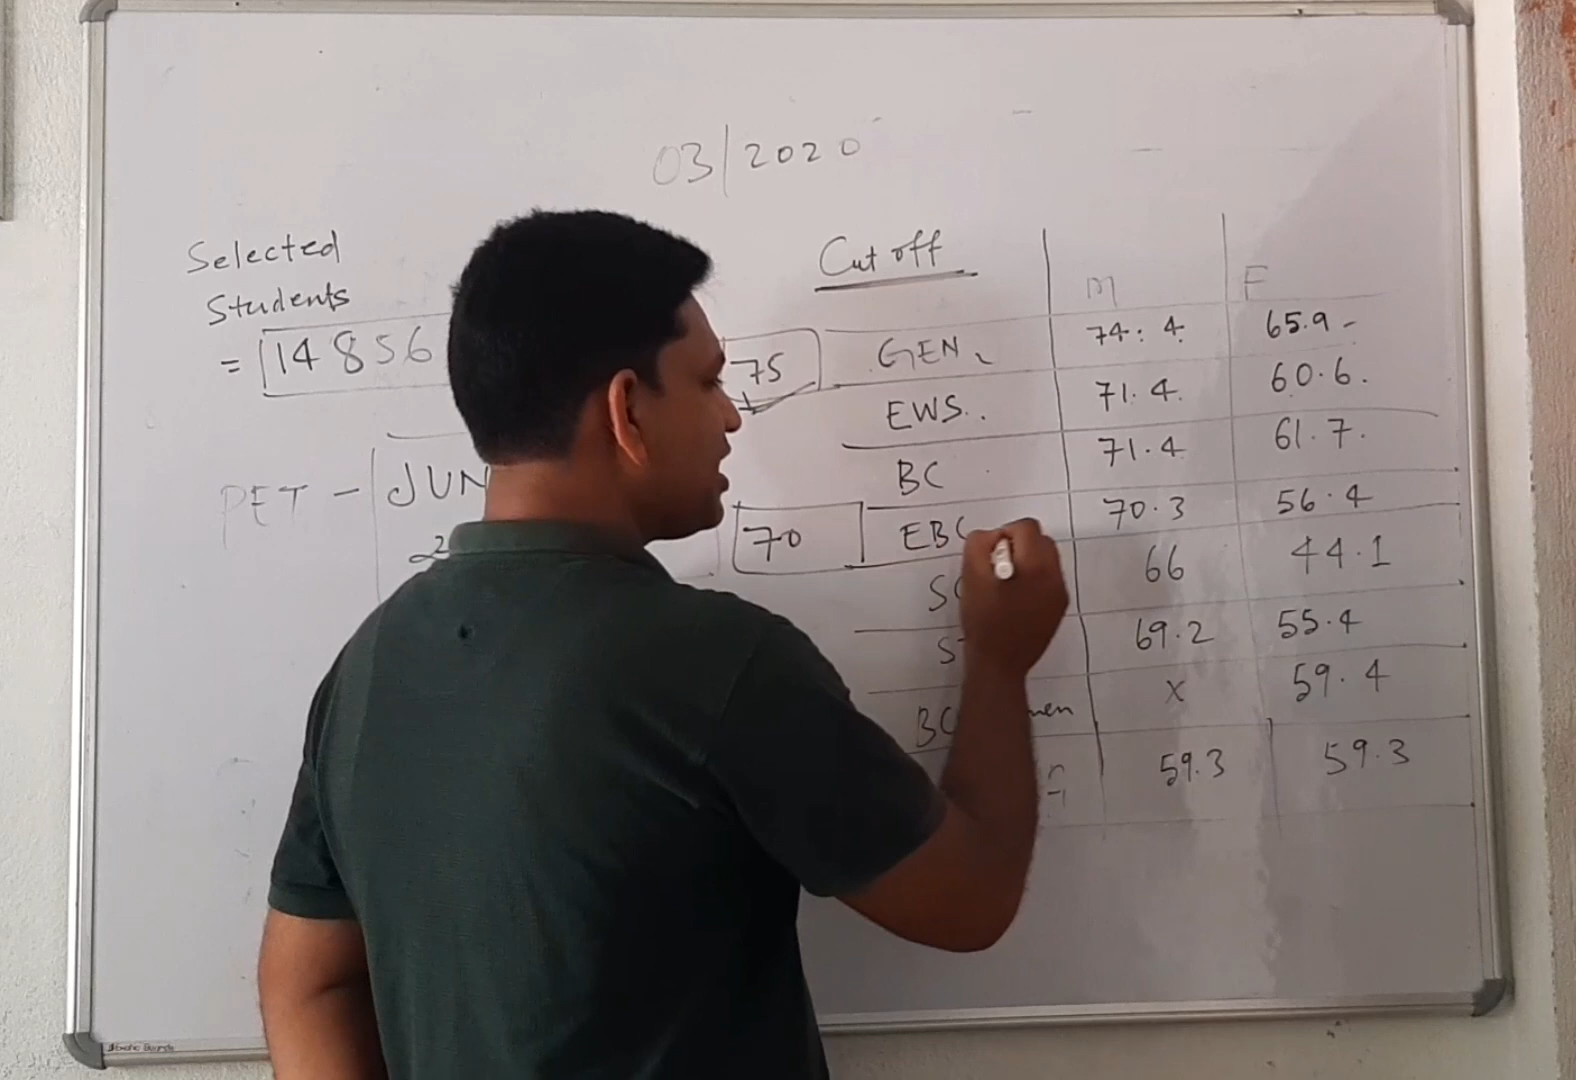 03/2020
Selected
Students
= 14856
PET - JUN
2
Cut off M F
75 GEN 74.4 65.9
EWS 71.4 60.6
BC 71.4 61.7
70 EBC 70.3 56.4
66 44.1
69.2 55.4
BC x 59.4
59.3 59.3